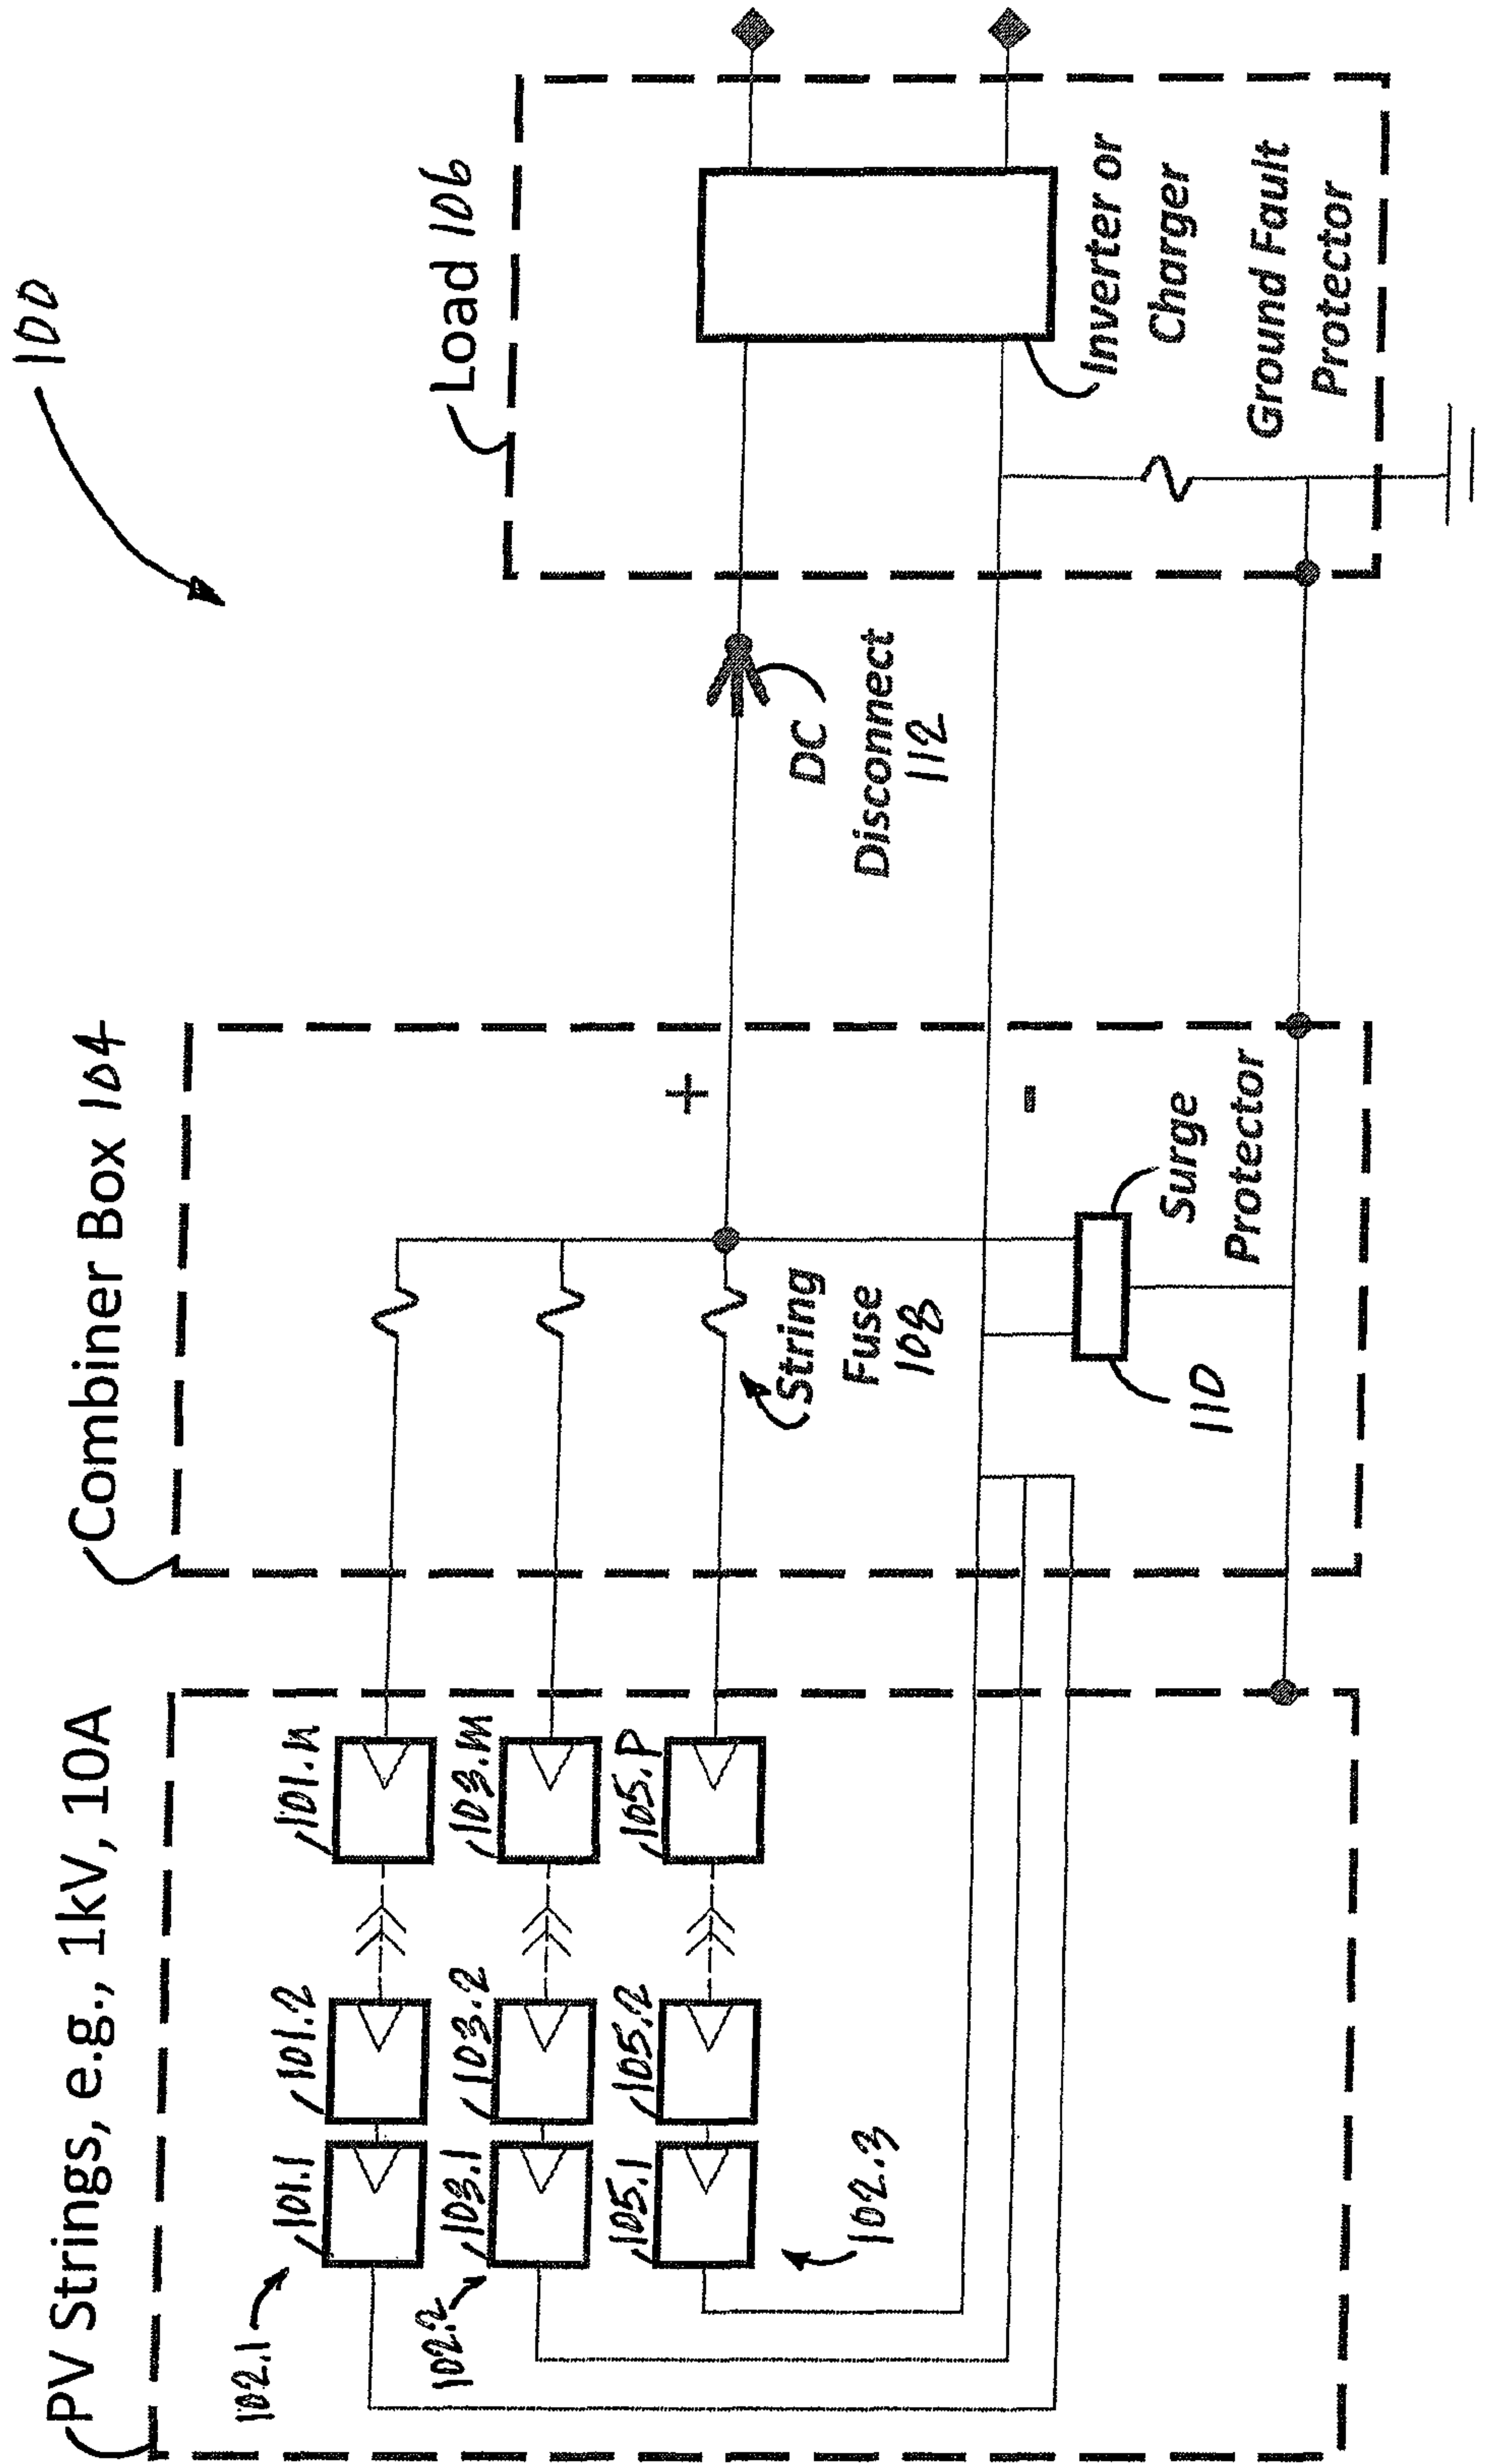 100
PV Strings, e.g., 1kV, 10A
Combiner Box 104
Load 106
102.1
101.1
101.2
101.n
102.2
103.1
103.2
103.m
105.1
105.2
105.P
102.3
String
Fuse
108
+
-
110
Surge
Protector
DC
Disconnect
112
Inverter or
Charger
Ground Fault
Protector